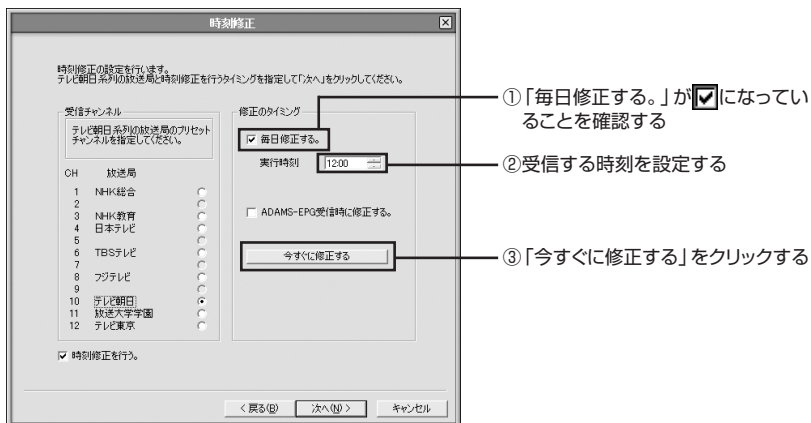 時刻修正
時刻修正の設定を行います。
テレビ朝日系列の放送局と時刻修正を行うタイミングを指定して「次へ」をクリックしてください。
受信チャンネル
テレビ朝日系列の放送局のプリセット
チャンネルを指定してください。
CH 放送局
1 NHK総合
2
3 NHK教育
4 日本テレビ
5
6 TBSテレビ
7
8 フジテレビ
9
10 テレビ朝日
11 放送大学学園
12 テレビ東京
修正のタイミング
毎日修正する。
実行時刻 12:00
ADAMS-EPG受信時に修正する。
今すぐに修正する
時刻修正を行う。
< 戻る(B) 次へ(N) > キャンセル
①「毎日修正する。」が☑になってい
ることを確認する
②受信する時刻を設定する
③「今すぐに修正する」をクリックする